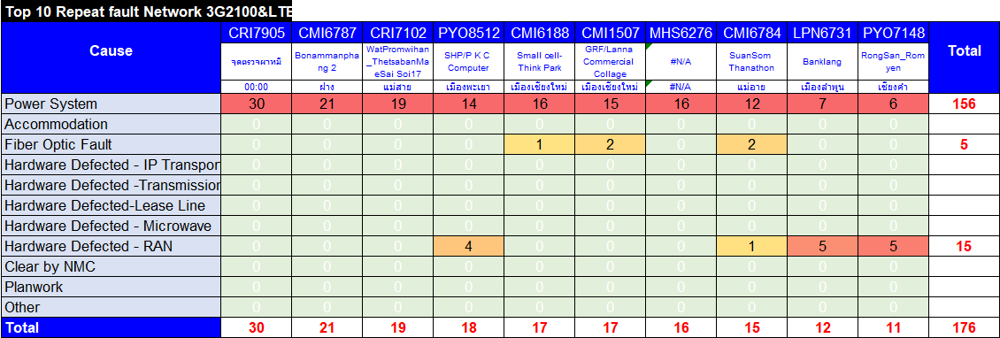 Top 10 Repeat fault Network 3G2100&LTE
Cause CRI7905 CMI6787 CRI7102 PYO8512 CMI6188 CMI1507 MHS6276 CMI6784 LPN6731 PYO7148 Total
จุดตรวจผาหมี Bonammanphang 2 WatPromwihan_ThetsabanMaeSai Soi17 SHP/P K C Computer Small cell-Think Park GRF/Lanna Commercial Collage #N/A SuanSom Thanathon Banklang RongSan_Romyen
00:00 ฝาง แม่สาย เมืองพะเยา เมืองเชียงใหม่ เมืองเชียงใหม่ #N/A แม่อาย เมืองลำพูน เชียงคำ
Power System 30 21 19 14 16 15 16 12 7 6 156
Accommodation 0 0 0 0 0 0 0 0 0 0
Fiber Optic Fault 0 0 0 0 1 2 0 2 0 0 5
Hardware Defected - IP Transport 0 0 0 0 0 0 0 0 0 0
Hardware Defected -Transmission 0 0 0 0 0 0 0 0 0 0
Hardware Defected-Lease Line 0 0 0 0 0 0 0 0 0 0
Hardware Defected - Microwave 0 0 0 0 0 0 0 0 0 0
Hardware Defected - RAN 0 0 0 4 0 0 0 1 5 5 15
Clear by NMC 0 0 0 0 0 0 0 0 0 0
Planwork 0 0 0 0 0 0 0 0 0 0
Other 0 0 0 0 0 0 0 0 0 0
Total 30 21 19 18 17 17 16 15 12 11 176